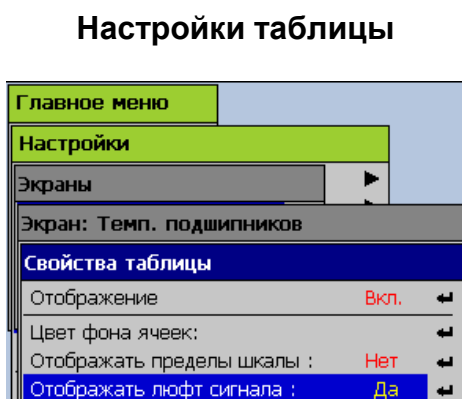 Настройки таблицы
Главное меню
Настройки
Экраны
Экран: Темп. подшипников
Свойства таблицы
Отображение Вкл.
Цвет фона ячеек:
Отображать пределы шкалы : Нет
Отображать люфт сигнала : Да